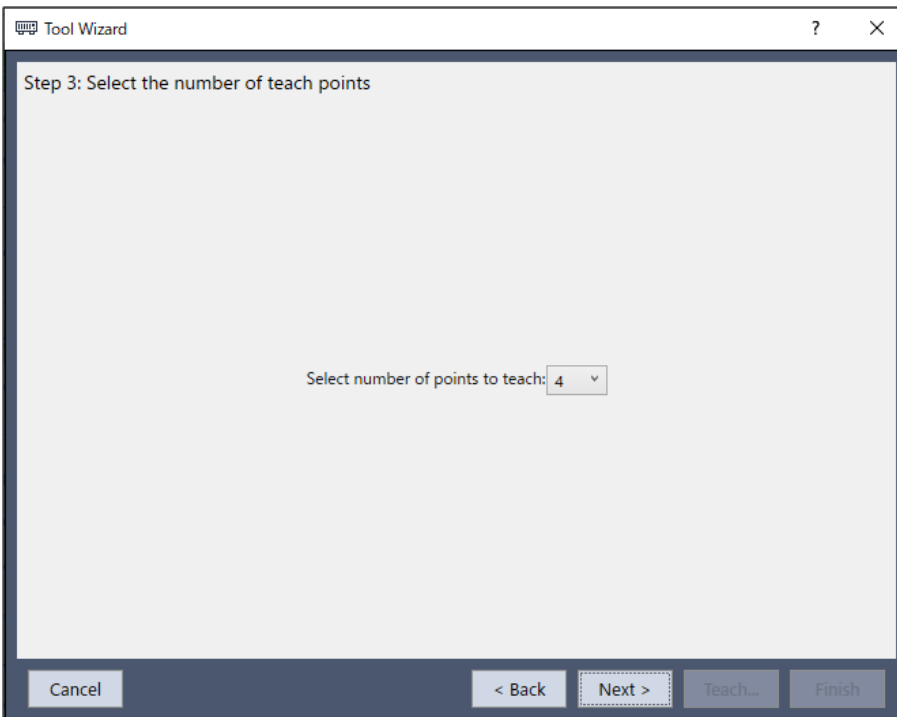 Tool Wizard
?
Step 3: Select the number of teach points
Select number of points to teach: 4
Cancel
< Back
Next >
Teach...
Finish